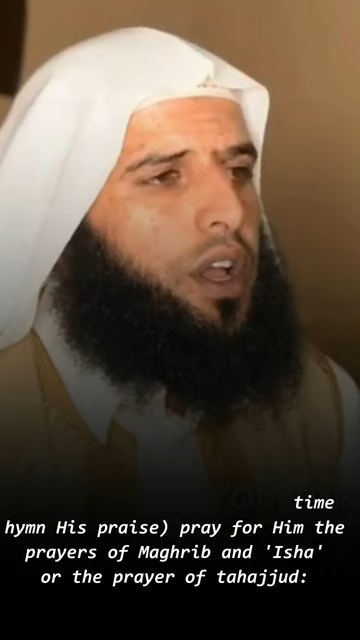 time
hymn His praise) pray for Him the
prayers of Maghrib and 'Isha'
or the prayer of tahajjud: